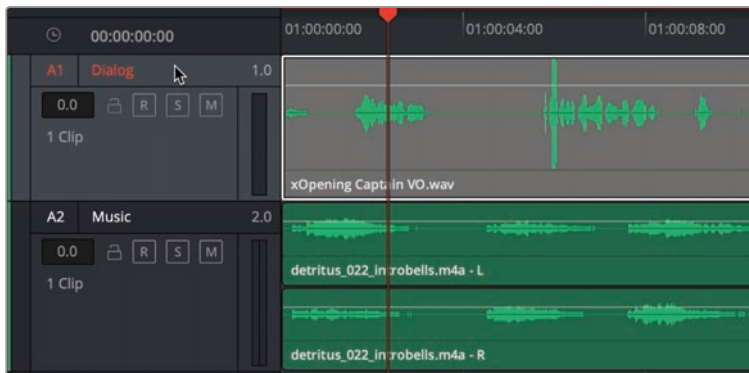 00:00:00:00
01:00:00:00
01:00:04:00
01:00:08:00
A1 Dialog 1.0
0.0 R S M
1 Clip
xOpening Captain VO.wav
A2 Music 2.0
0.0 R S M
1 Clip
detritus_022_introbells.m4a - L
detritus_022_introbells.m4a - R